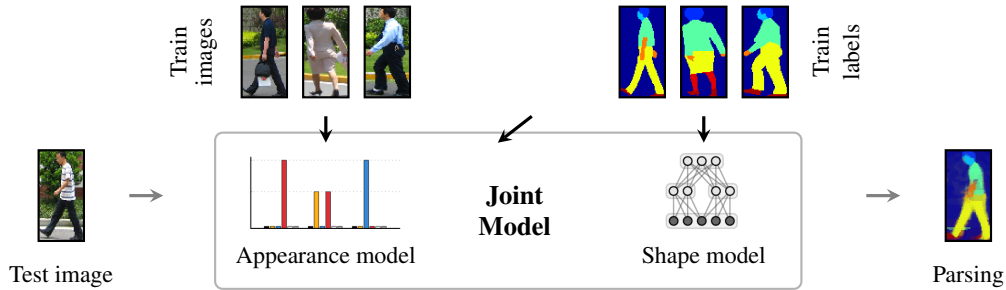 Train
images
Train
labels
Joint
Model
Appearance model
Shape model
Test image
Parsing